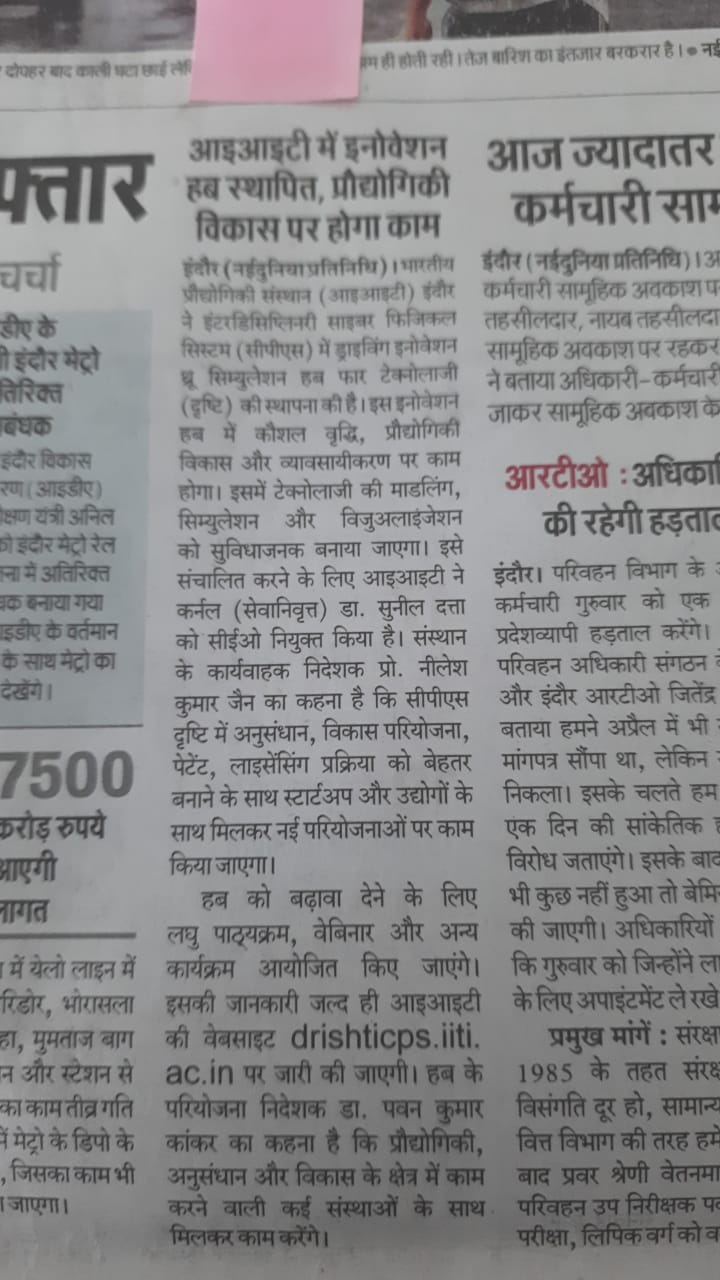 दोपहर बाद काली घटा छाई
ही होती रही। तेज बारिश का इंतजार बरकरार है। ● नई
फ्तार
चर्चा
डीए के
ी इंदौर मेट्रो
तिरिक्त
बंधक
इंदौर विकास
रण (आइडीए)
क्षण यंत्री अनिल
ो इंदौर मेट्रो रेल
ना में अतिरिक्त
क बनाया गया
ाइडीए के वर्तमान
के साथ मेट्रो का
देखेंगे।
7500
करोड़ रुपये
आएगी
लागत
में येलो लाइन में
रिडोर, भोरासला
हा, मुमताज बाग
न और स्टेशन से
का काम तीव्र गति
में मेट्रो के डिपो के
, जिसका काम भी
ा जाएगा।
आइआइटी में इनोवेशन
हब स्थापित, प्रौद्योगिकी
विकास पर होगा काम
इंदौर (नईदुनिया प्रतिनिधि)। भारतीय
प्रौद्योगिकी संस्थान (आइआइटी) इंदौर
ने इंटरडिसिप्लिनरी साइबर फिजिकल
सिस्टम (सीपीएस) में ड्राइविंग इनोवेशन
थ्रू सिम्युलेशन हब फार टेक्नोलाजी
(दृष्टि) की स्थापना की है। इस इनोवेशन
हब में कौशल वृद्धि, प्रौद्योगिकी
विकास और व्यावसायीकरण पर काम
होगा। इसमें टेक्नोलाजी की माडलिंग,
सिम्युलेशन और विजुअलाइजेशन
को सुविधाजनक बनाया जाएगा। इसे
संचालित करने के लिए आइआइटी ने
कर्नल (सेवानिवृत्त) डा. सुनील दत्ता
को सीईओ नियुक्त किया है। संस्थान
के कार्यवाहक निदेशक प्रो. नीलेश
कुमार जैन का कहना है कि सीपीएस
दृष्टि में अनुसंधान, विकास परियोजना,
पेटेंट, लाइसेंसिंग प्रक्रिया को बेहतर
बनाने के साथ स्टार्टअप और उद्योगों के
साथ मिलकर नई परियोजनाओं पर काम
किया जाएगा।
हब को बढ़ावा देने के लिए
लघु पाठ्यक्रम, वेबिनार और अन्य
कार्यक्रम आयोजित किए जाएंगे।
इसकी जानकारी जल्द ही आइआइटी
की वेबसाइट drishticps.iiti.
ac.in पर जारी की जाएगी। हब के
परियोजना निदेशक डा. पवन कुमार
कांकर का कहना है कि प्रौद्योगिकी,
अनुसंधान और विकास के क्षेत्र में काम
करने वाली कई संस्थाओं के साथ
मिलकर काम करेंगे।
आज ज्यादातर
कर्मचारी साम
इंदौर (नईदुनिया प्रतिनिधि)। अ
कर्मचारी सामूहिक अवकाश प
तहसीलदार, नायब तहसीलदा
सामूहिक अवकाश पर रहकर
ने बताया अधिकारी-कर्मचारी
जाकर सामूहिक अवकाश के
आरटीओ : अधिका
की रहेगी हड़ताल
इंदौर। परिवहन विभाग के
कर्मचारी गुरुवार को एक
प्रदेशव्यापी हड़ताल करेंगे।
परिवहन अधिकारी संगठन
और इंदौर आरटीओ जितेंद्र
बताया हमने अप्रैल में भी
मांगपत्र सौंपा था, लेकिन
निकला। इसके चलते हम
एक दिन की सांकेतिक
विरोध जताएंगे। इसके बाद
भी कुछ नहीं हुआ तो बेमि
की जाएगी। अधिकारियों
कि गुरुवार को जिन्होंने ला
के लिए अपाइंटमेंट ले रखे
प्रमुख मांगें : संरक्ष
1985 के तहत संरक्ष
विसंगति दूर हो, सामान्य
वित्त विभाग की तरह हमे
बाद प्रवर श्रेणी वेतनमा
परिवहन उप निरीक्षक प
परीक्षा, लिपिक वर्ग को व